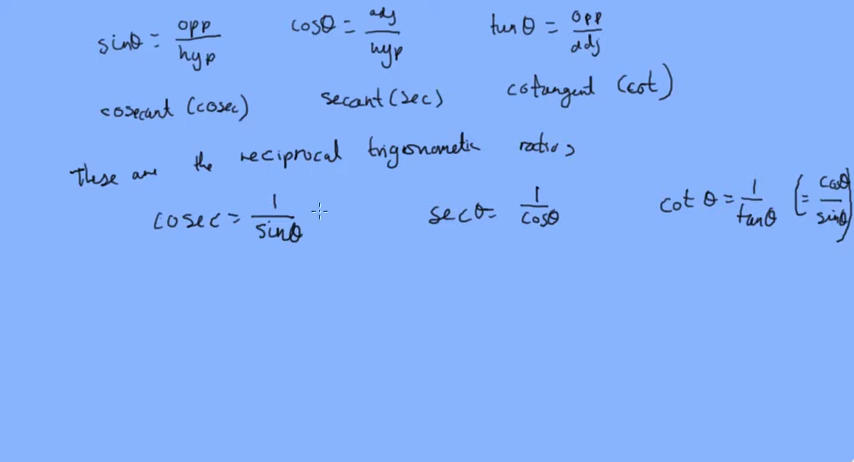 sinθ = opp/hyp cosθ = adj/hyp tanθ = opp/adj
cosecant (cosec) secant (sec) cotangent (cot)
These are the reciprocal trigonometric ratios
cosec = 1/sinθ secθ = 1/cosθ cot θ = 1/tanθ (= cosθ/sinθ)